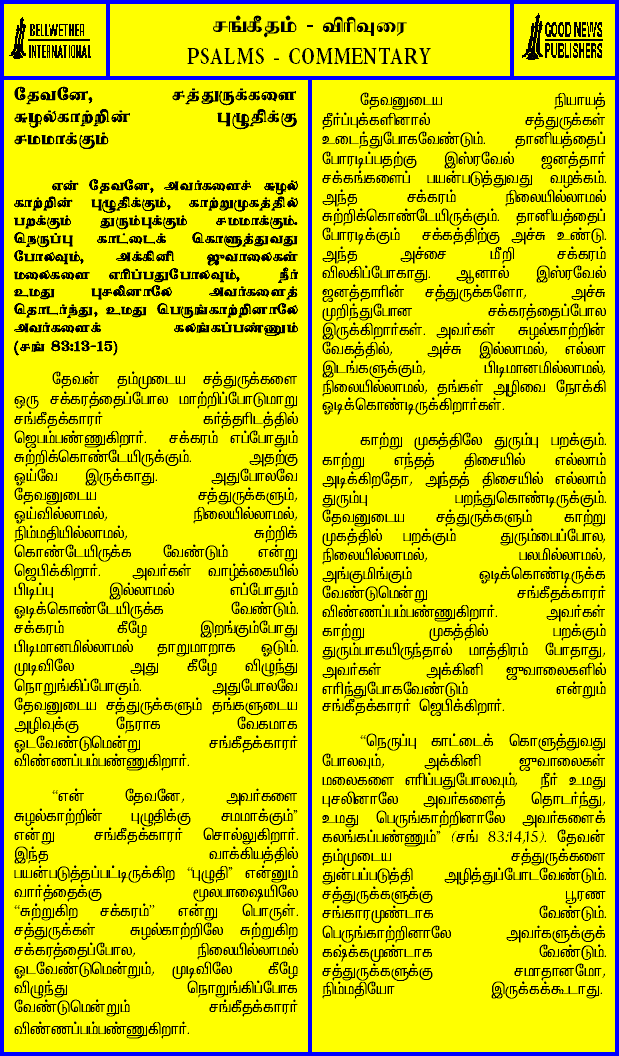 BELLWETHER
INTERNATIONAL
சங்கீதம் - விரிவுரை
PSALMS - COMMENTARY
GOOD NEWS
PUBLISHERS
தேவனே, சத்துருக்களை
சுழல்காற்றின் புழுதிக்கு
சமமாக்கும்
என் தேவனே, அவர்களைச் சுழல்
காற்றின் புழுதிக்கும், காற்றுமுகத்தில்
பறக்கும் துரும்புக்கும் சமமாக்கும்.
நெருப்பு காட்டைக் கொளுத்துவது
போலவும், அக்கினி ஜுவாலைகள்
மலைகளை எரிப்பதுபோலவும், நீர்
உமது புசலினாலே அவர்களைத்
தொடர்ந்து, உமது பெருங்காற்றினாலே
அவர்களைக் கலங்கப்பண்ணும்
(சங் 83:13-15)
தேவன் தம்முடைய சத்துருக்களை
ஒரு சக்கரத்தைப்போல மாற்றிப்போடுமாறு
சங்கீதக்காரர் கர்த்தரிடத்தில்
ஜெபம்பண்ணுகிறார். சக்கரம் எப்போதும்
சுற்றிக்கொண்டேயிருக்கும். அதற்கு
ஓய்வே இருக்காது. அதுபோலவே
தேவனுடைய சத்துருக்களும்,
ஓய்வில்லாமல், நிலையில்லாமல்,
நிம்மதியில்லாமல், சுற்றிக்
கொண்டேயிருக்க வேண்டும் என்று
ஜெபிக்கிறார். அவர்கள் வாழ்க்கையில்
பிடிப்பு இல்லாமல் எப்போதும்
ஓடிக்கொண்டேயிருக்க வேண்டும்.
சக்கரம் கீழே இறங்கும்போது
பிடிமானமில்லாமல் தாறுமாறாக ஓடும்.
முடிவிலே அது கீழே விழுந்து
நொறுங்கிப்போகும். அதுபோலவே
தேவனுடைய சத்துருக்களும் தங்களுடைய
அழிவுக்கு நேராக வேகமாக
ஓடவேண்டுமென்று சங்கீதக்காரர்
விண்ணப்பம்பண்ணுகிறார்.
“என் தேவனே, அவர்களை
சுழல்காற்றின் புழுதிக்கு சமமாக்கும்”
என்று சங்கீதக்காரர் சொல்லுகிறார்.
இந்த வாக்கியத்தில்
பயன்படுத்தப்பட்டிருக்கிற “புழுதி” என்னும்
வார்த்தைக்கு மூலபாஷையிலே
“சுற்றுகிற சக்கரம்” என்று பொருள்.
சத்துருக்கள் சுழல்காற்றிலே சுற்றுகிற
சக்கரத்தைப்போல, நிலையில்லாமல்
ஓடவேண்டுமென்றும், முடிவிலே கீழே
விழுந்து நொறுங்கிப்போக
வேண்டுமென்றும் சங்கீதக்காரர்
விண்ணப்பம்பண்ணுகிறார்.
தேவனுடைய நியாயத்
தீர்ப்புக்களினால் சத்துருக்கள்
உடைந்துபோகவேண்டும். தானியத்தைப்
போரடிப்பதற்கு இஸ்ரவேல் ஜனத்தார்
சக்கங்களைப் பயன்படுத்துவது வழக்கம்.
அந்த சக்கரம் நிலையில்லாமல்
சுற்றிக்கொண்டேயிருக்கும். தானியத்தைப்
போரடிக்கும் சக்கத்திற்கு அச்சு உண்டு.
அந்த அச்சை மீறி சக்கரம்
விலகிப்போகாது. ஆனால் இஸ்ரவேல்
ஜனத்தாரின் சத்துருக்களோ, அச்சு
முறிந்துபோன சக்கரத்தைப்போல
இருக்கிறார்கள். அவர்கள் சுழல்காற்றின்
வேகத்தில், அச்சு இல்லாமல், எல்லா
இடங்களுக்கும், பிடிமானமில்லாமல்,
நிலையில்லாமல், தங்கள் அழிவை நோக்கி
ஓடிக்கொண்டிருக்கிறார்கள்.
காற்று முகத்திலே துரும்பு பறக்கும்.
காற்று எந்தத் திசையில் எல்லாம்
அடிக்கிறதோ, அந்தத் திசையில் எல்லாம்
துரும்பு பறந்துகொண்டிருக்கும்.
தேவனுடைய சத்துருக்களும் காற்று
முகத்தில் பறக்கும் துரும்பைப்போல,
நிலையில்லாமல், பலமில்லாமல்,
அங்குமிங்கும் ஓடிக்கொண்டிருக்க
வேண்டுமென்று சங்கீதக்காரர்
விண்ணப்பம்பண்ணுகிறார். அவர்கள்
காற்று முகத்தில் பறக்கும்
துரும்பாகயிருந்தால் மாத்திரம் போதாது,
அவர்கள் அக்கினி ஜுவாலைகளில்
எரிந்துபோகவேண்டும் என்றும்
சங்கீதக்காரர் ஜெபிக்கிறார்.
“நெருப்பு காட்டைக் கொளுத்துவது
போலவும், அக்கினி ஜுவாலைகள்
மலைகளை எரிப்பதுபோலவும், நீர் உமது
புசலினாலே அவர்களைத் தொடர்ந்து,
உமது பெருங்காற்றினாலே அவர்களைக்
கலங்கப்பண்ணும்” (சங் 83:14,15). தேவன்
தம்முடைய சத்துருக்களை
துன்பப்படுத்தி அழித்துப்போடவேண்டும்.
சத்துருக்களுக்கு பூரண
சங்காரமுண்டாக வேண்டும்.
பெருங்காற்றினாலே அவர்களுக்குக்
கஷ்க்கமுண்டாக வேண்டும்.
சத்துருக்களுக்கு சமாதானமோ,
நிம்மதியோ இருக்கக்கூடாது.